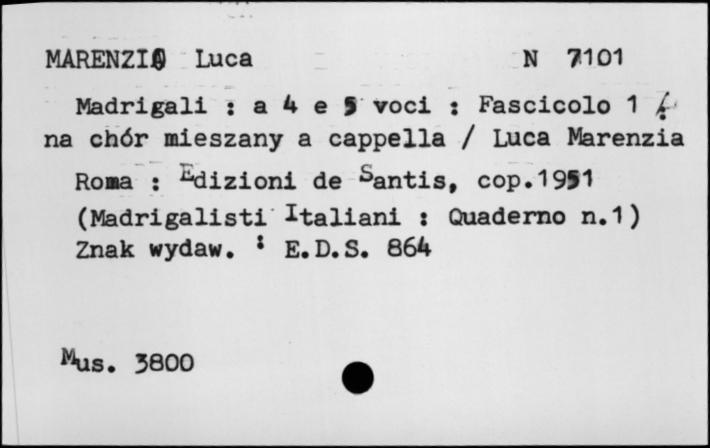 MARENZIO Luca N 7101
Madrigali : a 4 e 5 voci : Fascicolo 1 :
na chór mieszany a cappella / Luca Marenzia
Roma : Edizioni de Santis, cop.1951
(Madrigalisti Italiani : Quaderno n.1)
Znak wydaw. : E.D.S. 864
Mus. 3800